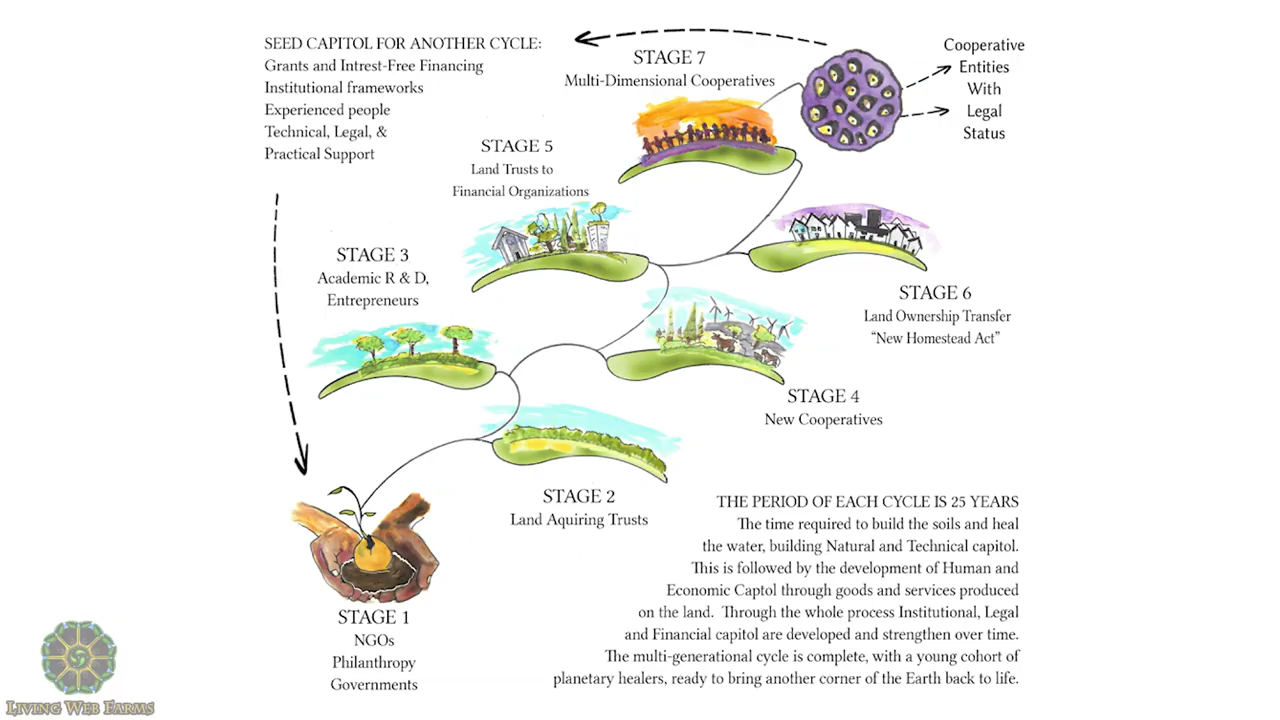 SEED CAPITOL FOR ANOTHER CYCLE:
Grants and Intrest-Free Financing
Institutional frameworks
Experienced people
Technical, Legal, &
Practical Support
STAGE 7
Multi-Dimensional Cooperatives
Cooperative
Entities
With
Legal
Status
STAGE 5
Land Trusts to
Financial Organizations
STAGE 3
Academic R & D,
Entrepreneurs
STAGE 6
Land Ownership Transfer
“New Homestead Act”
STAGE 4
New Cooperatives
STAGE 2
Land Aquiring Trusts
STAGE 1
NGOs
Philanthropy
Governments
THE PERIOD OF EACH CYCLE IS 25 YEARS
The time required to build the soils and heal
the water, building Natural and Technical capitol.
This is followed by the development of Human and
Economic Captol through goods and services produced
on the land. Through the whole process Institutional, Legal
and Financial capitol are developed and strengthen over time.
The multi-generational cycle is complete, with a young cohort of
planetary healers, ready to bring another corner of the Earth back to life.
LIVING WEB FARMS